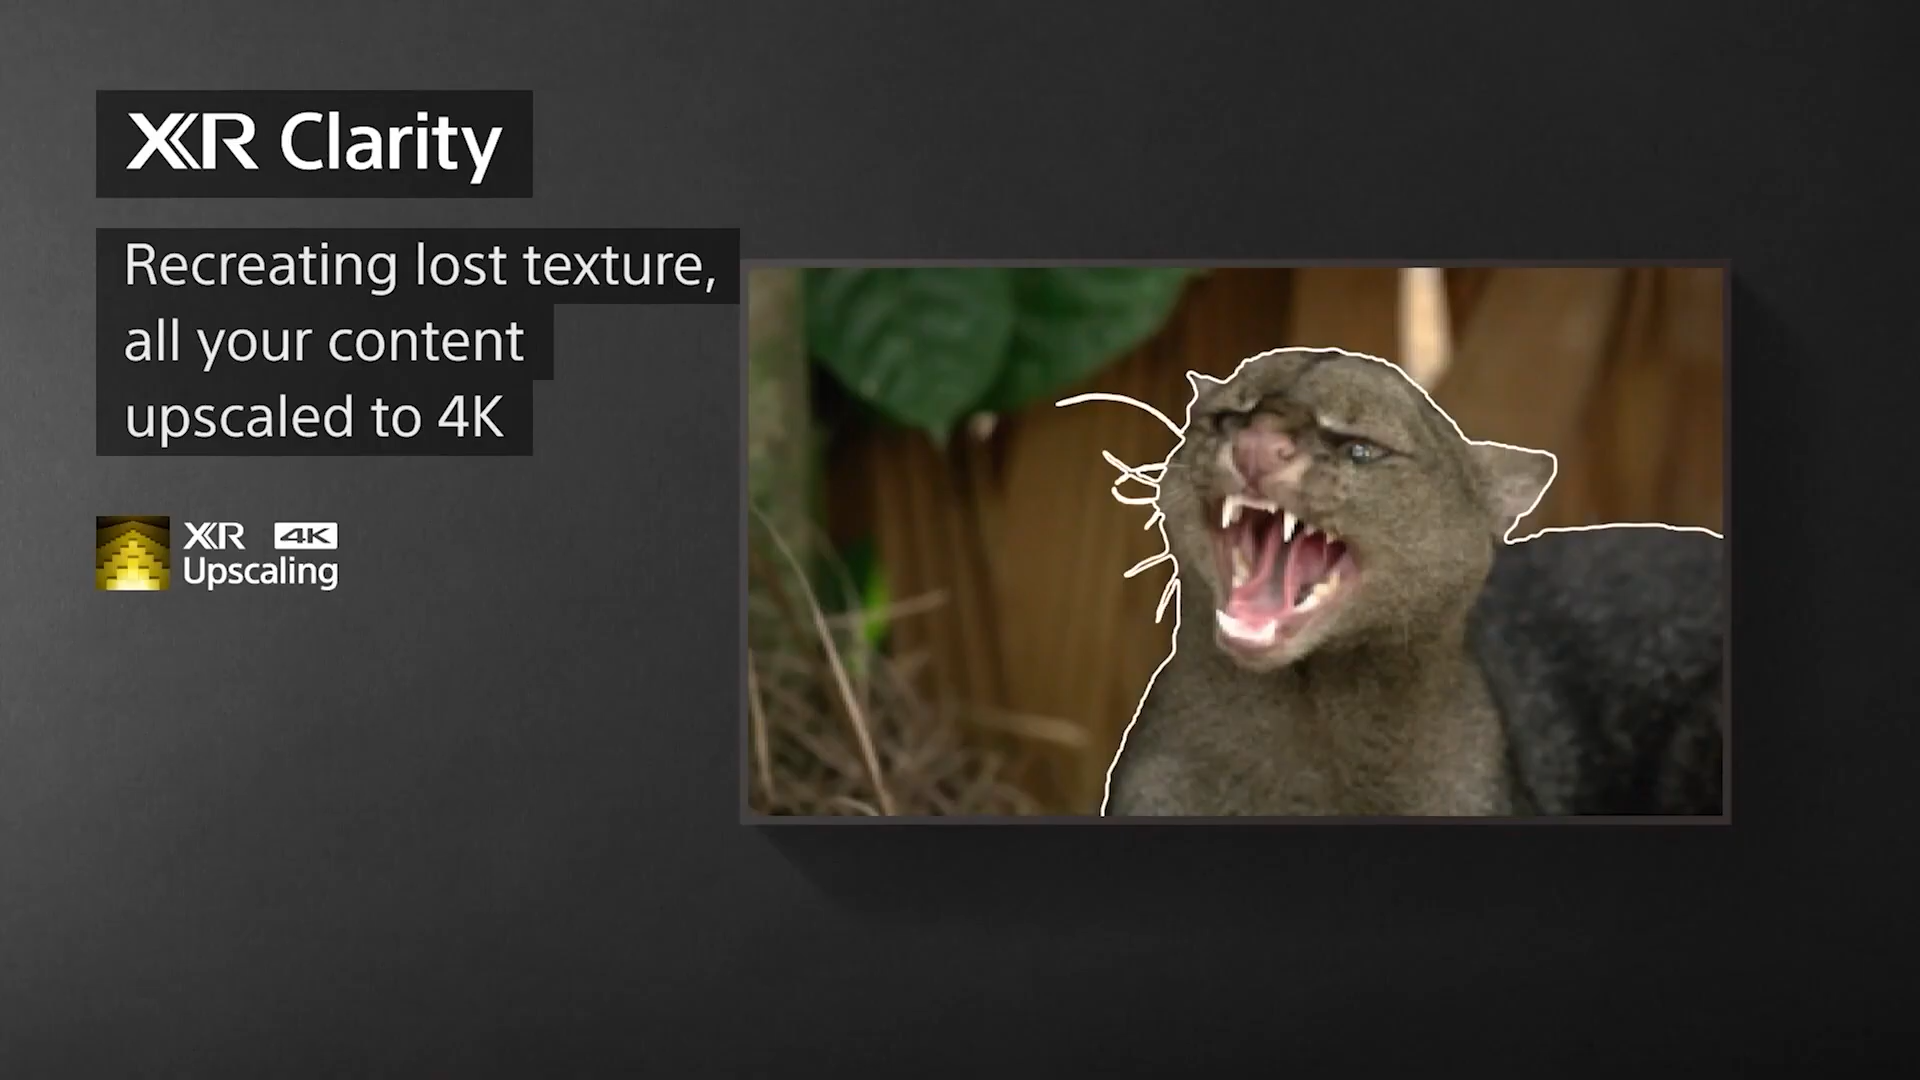 XR Clarity
Recreating lost texture,
all your content
upscaled to 4K
XR 4K
Upscaling